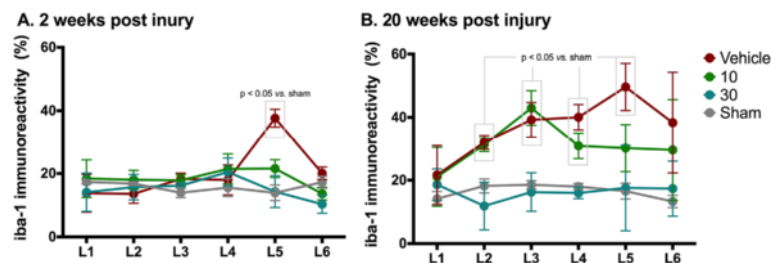 A. 2 weeks post inury
iba-1 immunoreactivity (%)
60
40
20
0
p < 0.05 vs. sham
L1 L2 L3 L4 L5 L6
B. 20 weeks post injury
iba-1 immunoreactivity (%)
60
40
20
0
p < 0.05 vs. sham
L1 L2 L3 L4 L5 L6
Vehicle
10
30
Sham